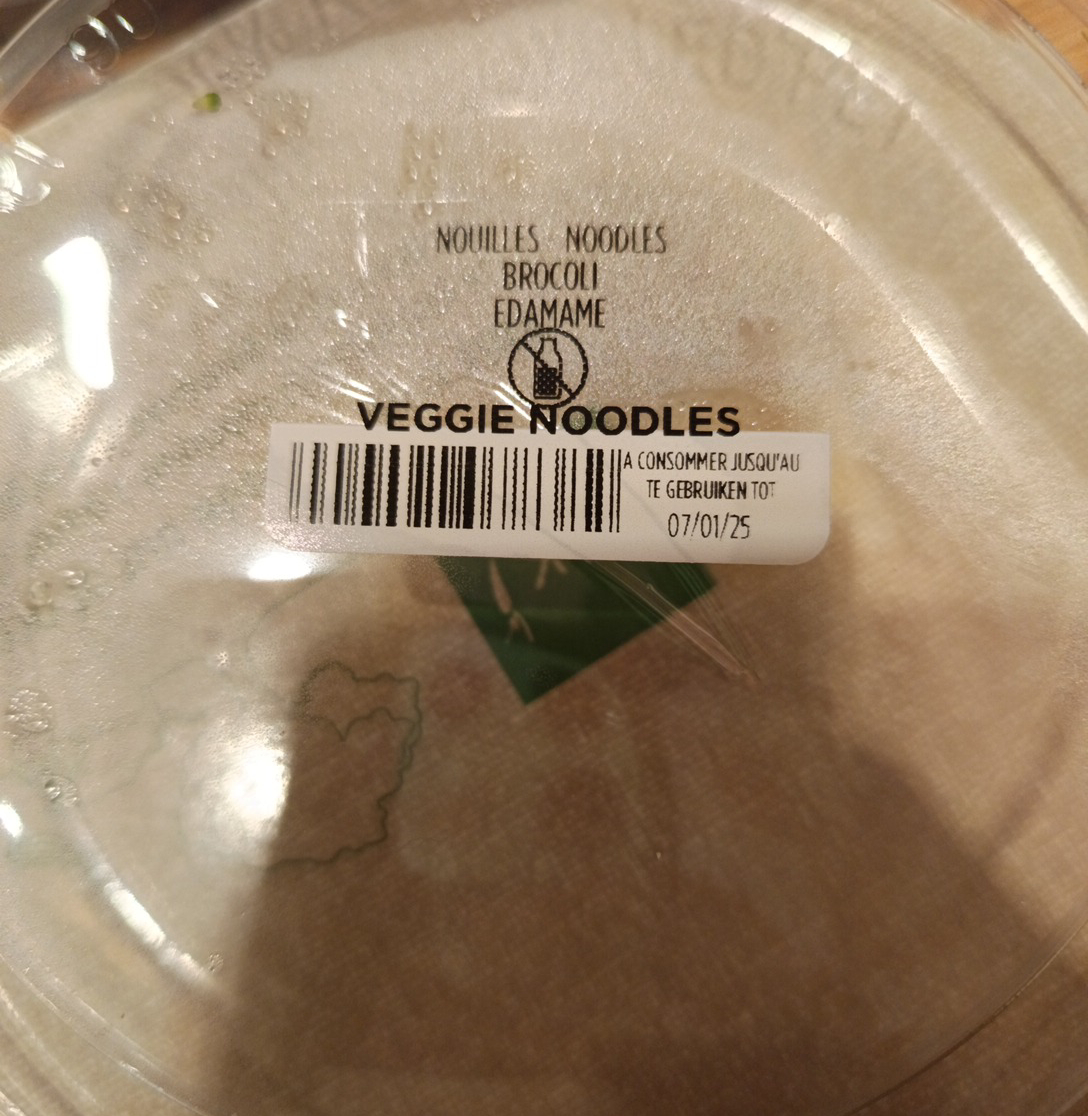 NOUILLES NOODLES
BROCOLI
EDAMAME
VEGGIE NOODLES
A CONSOMMER JUSQU'AU
TE GEBRUIKEN TOT
07/01/25